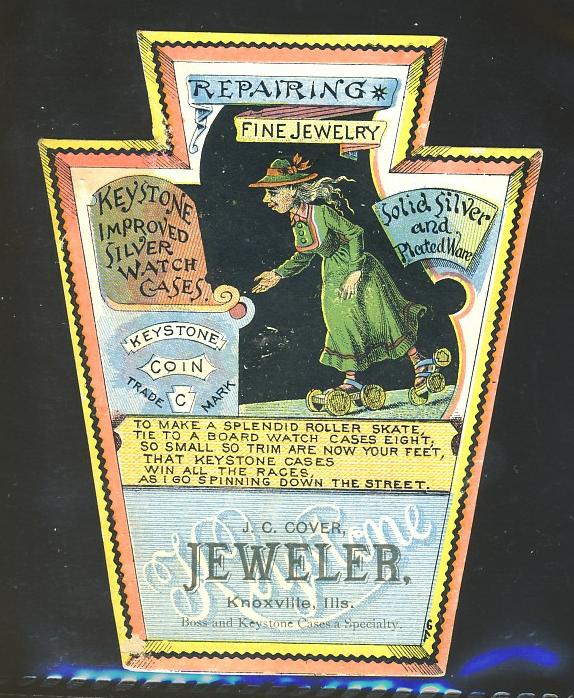 REPAIRING
FINE JEWELRY
KEYSTONE
IMPROVED
SILVER
WATCH
CASES.
Solid Silver
and
Plected Ware
KEYSTONE
COIN
TRADE C MARK
TO MAKE A SPLENDID ROLLER SKATE,
TIE TO A BOARD WATCH CASES EIGHT,
SO SMALL SO TRIM ARE NOW YOUR FEET,
THAT KEYSTONE CASES
WIN ALL THE RACES,
AS I GO SPINNING DOWN THE STREET.
Keystone
J. C. COVER,
JEWELER,
Knoxville, Ills.
Boss and Keystone Cases a Specialty.